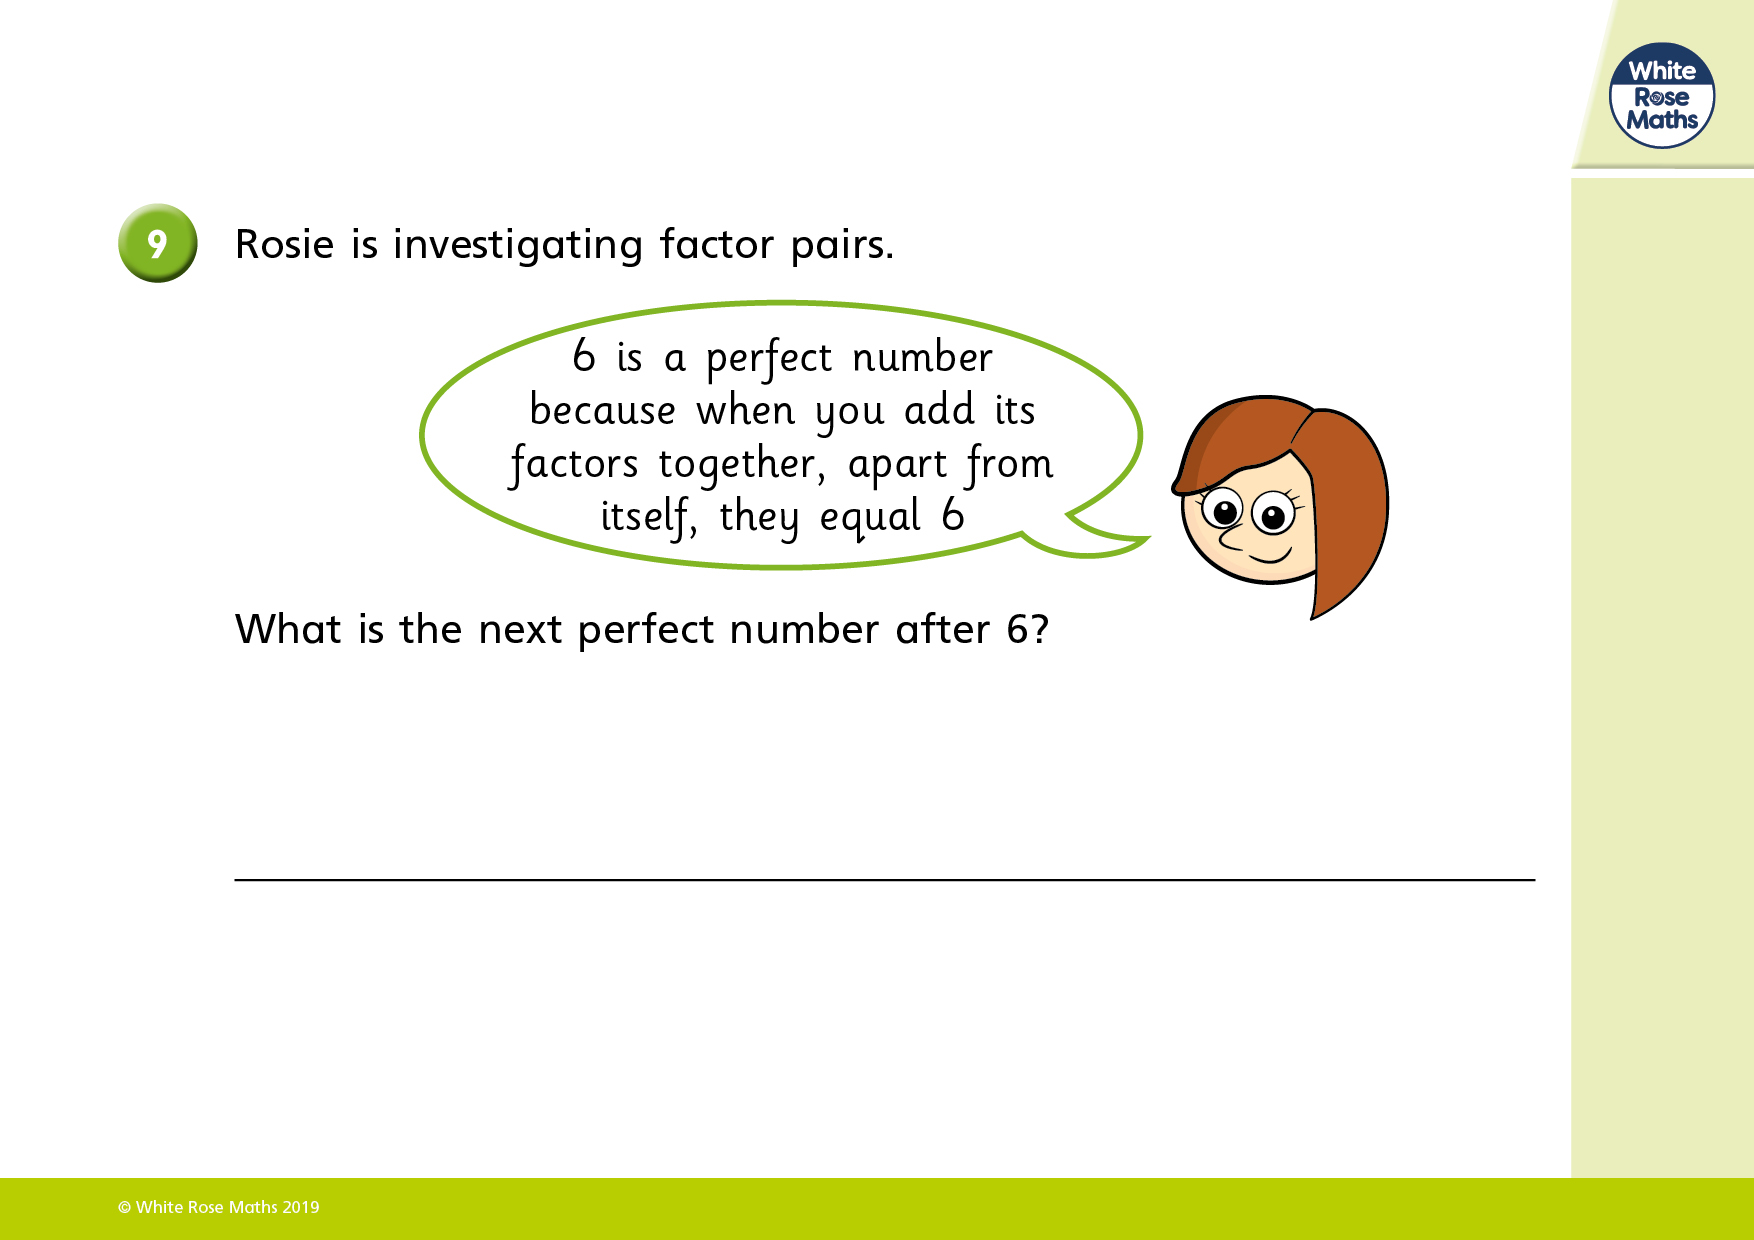 White
Rose
Maths
9
Rosie is investigating factor pairs.
6 is a perfect number
because when you add its
factors together, apart from
itself, they equal 6
What is the next perfect number after 6?
© White Rose Maths 2019